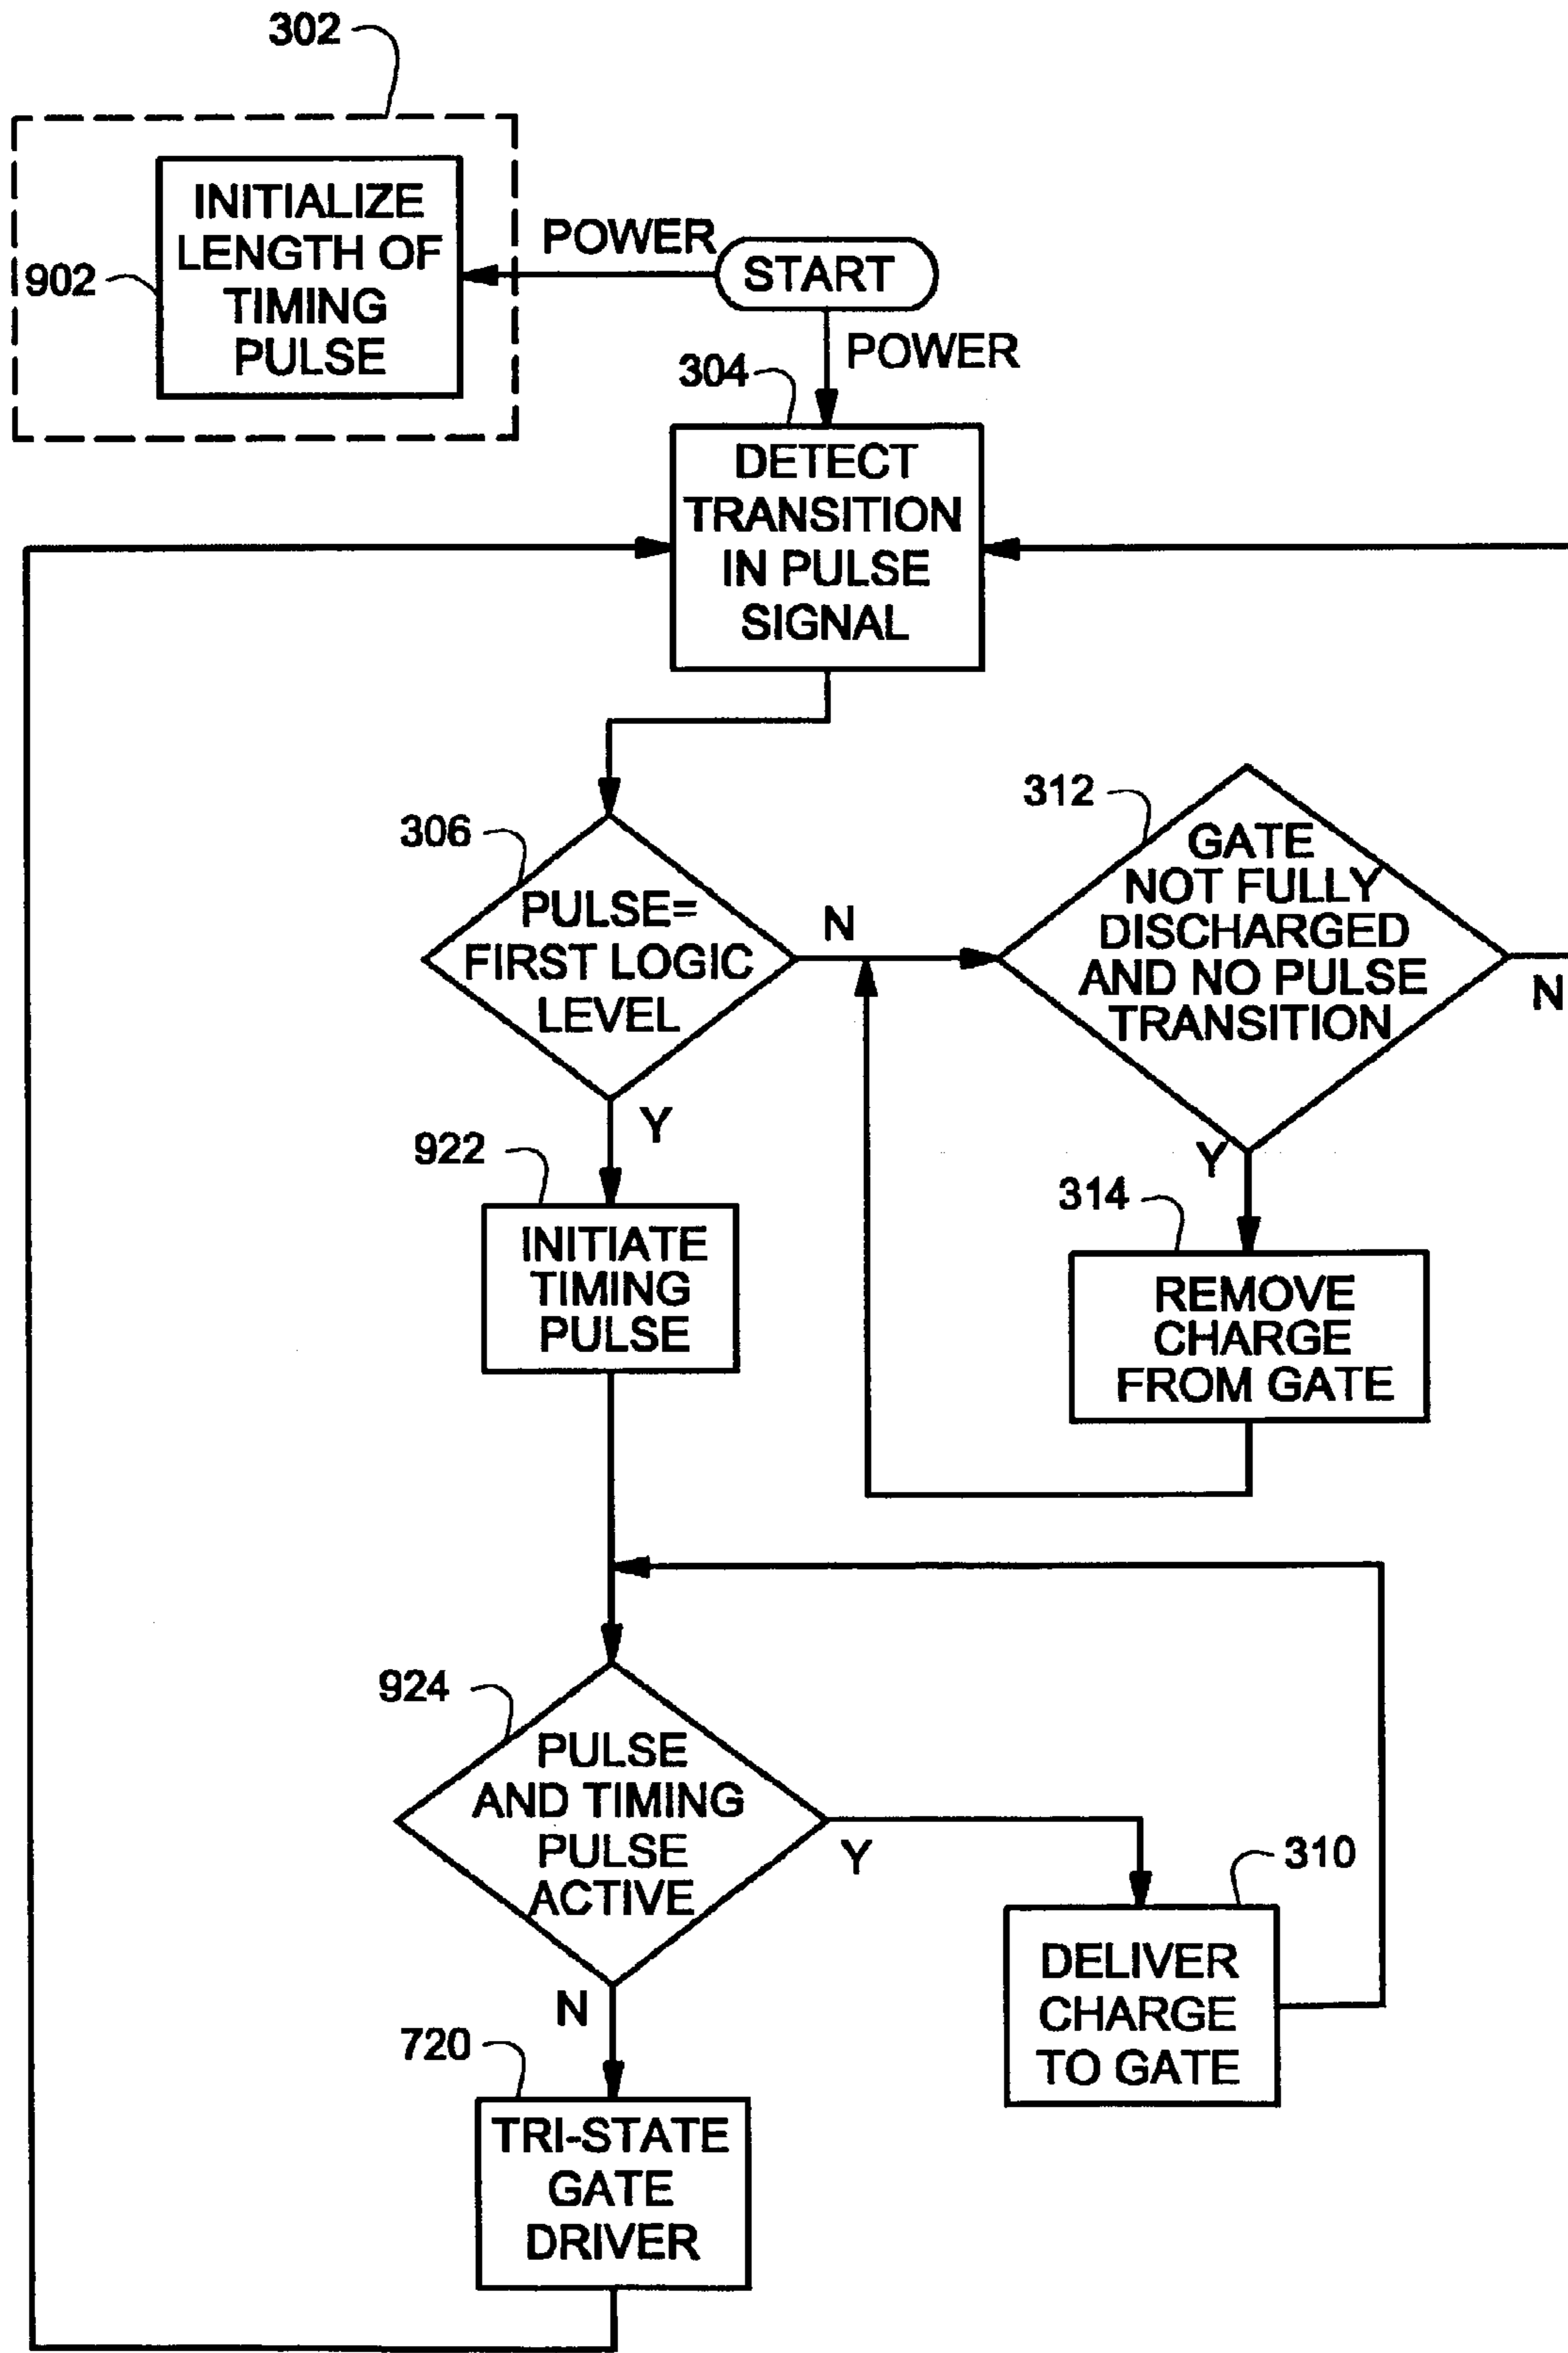 302
INITIALIZE
LENGTH OF
TIMING
PULSE
902
POWER
START
POWER
304
DETECT
TRANSITION
IN PULSE
SIGNAL
306
PULSE=
FIRST LOGIC
LEVEL
N
312
GATE
NOT FULLY
DISCHARGED
AND NO PULSE
TRANSITION
N
Y
922
INITIATE
TIMING
PULSE
Y
314
REMOVE
CHARGE
FROM GATE
924
PULSE
AND TIMING
PULSE
ACTIVE
Y
310
DELIVER
CHARGE
TO GATE
N
720
TRI-STATE
GATE
DRIVER